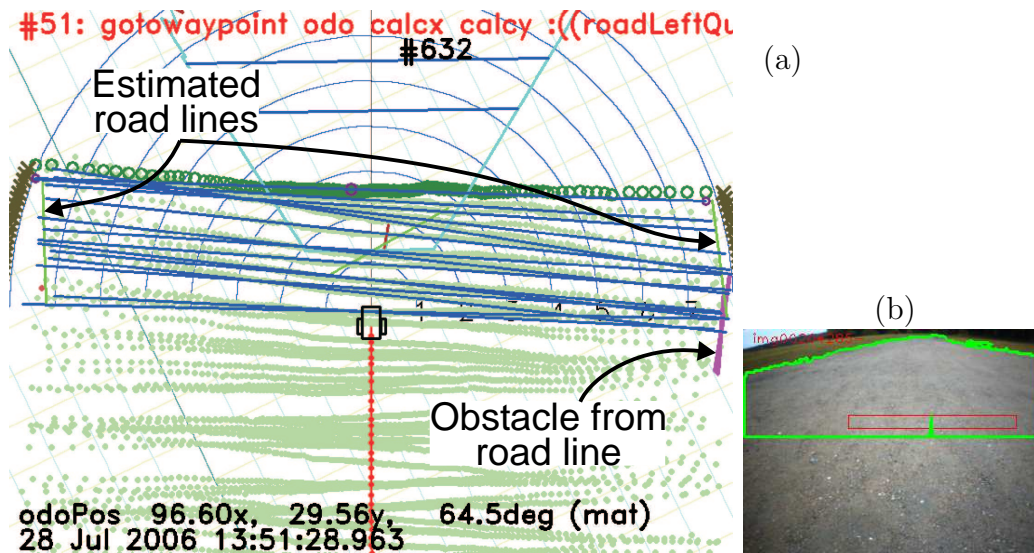 #51: gotowaypoint odo calcx calcy :((roadLeftQu
#632
(a)
Estimated
road lines
1 2 3 4 5 6 7
(b)
Obstacle from
road line
odoPos 96.60x, 29.56y, 64.5deg (mat)
28 Jul 2006 13:51:28.963